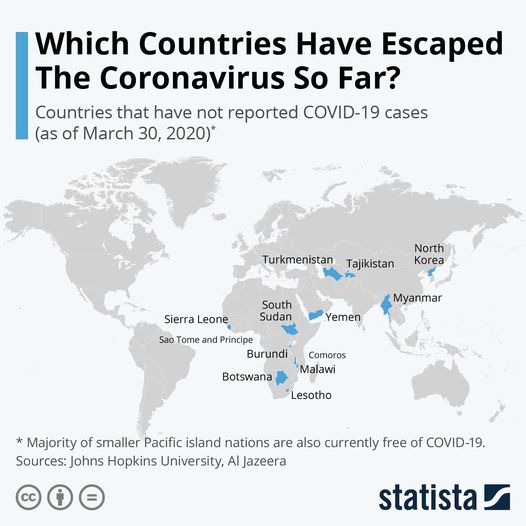 Which Countries Have Escaped
The Coronavirus So Far?
Countries that have not reported COVID-19 cases
(as of March 30, 2020)*
North
Korea
Turkmenistan
Tajikistan
Myanmar
South
Sudan
Yemen
Sierra Leone
Sao Tome and Principe
Burundi
Comoros
Malawi
Botswana
Lesotho
* Majority of smaller Pacific island nations are also currently free of COVID-19.
Sources: Johns Hopkins University, Al Jazeera
cc
=
statista